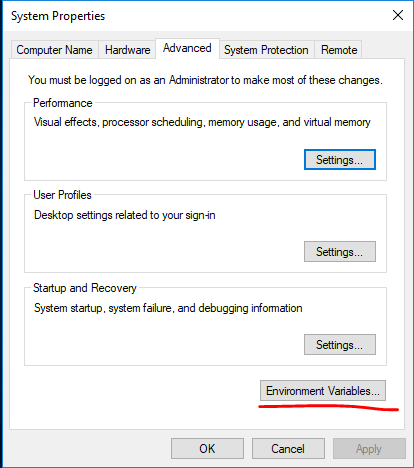 System Properties
Computer Name Hardware Advanced System Protection Remote
You must be logged on as an Administrator to make most of these changes.
Performance
Visual effects, processor scheduling, memory usage, and virtual memory
Settings...
User Profiles
Desktop settings related to your sign-in
Settings...
Startup and Recovery
System startup, system failure, and debugging information
Settings...
Environment Variables...
OK Cancel Apply